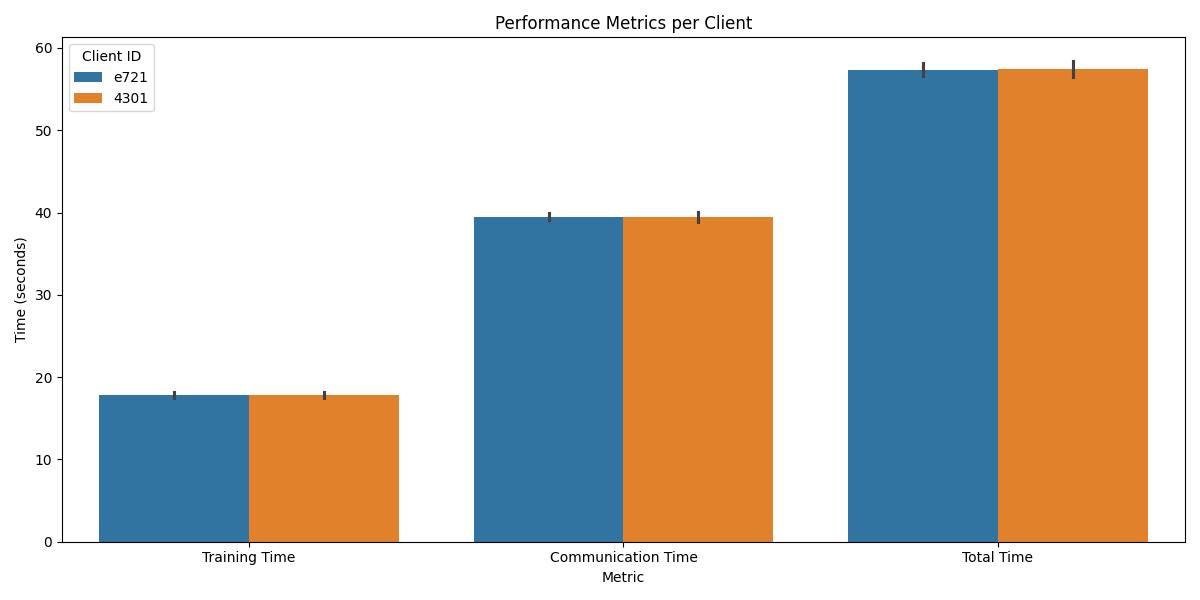 Performance Metrics per Client
Client ID
e721
4301
Time (seconds)
60
50
40
30
20
10
0
Training Time
Communication Time
Total Time
Metric